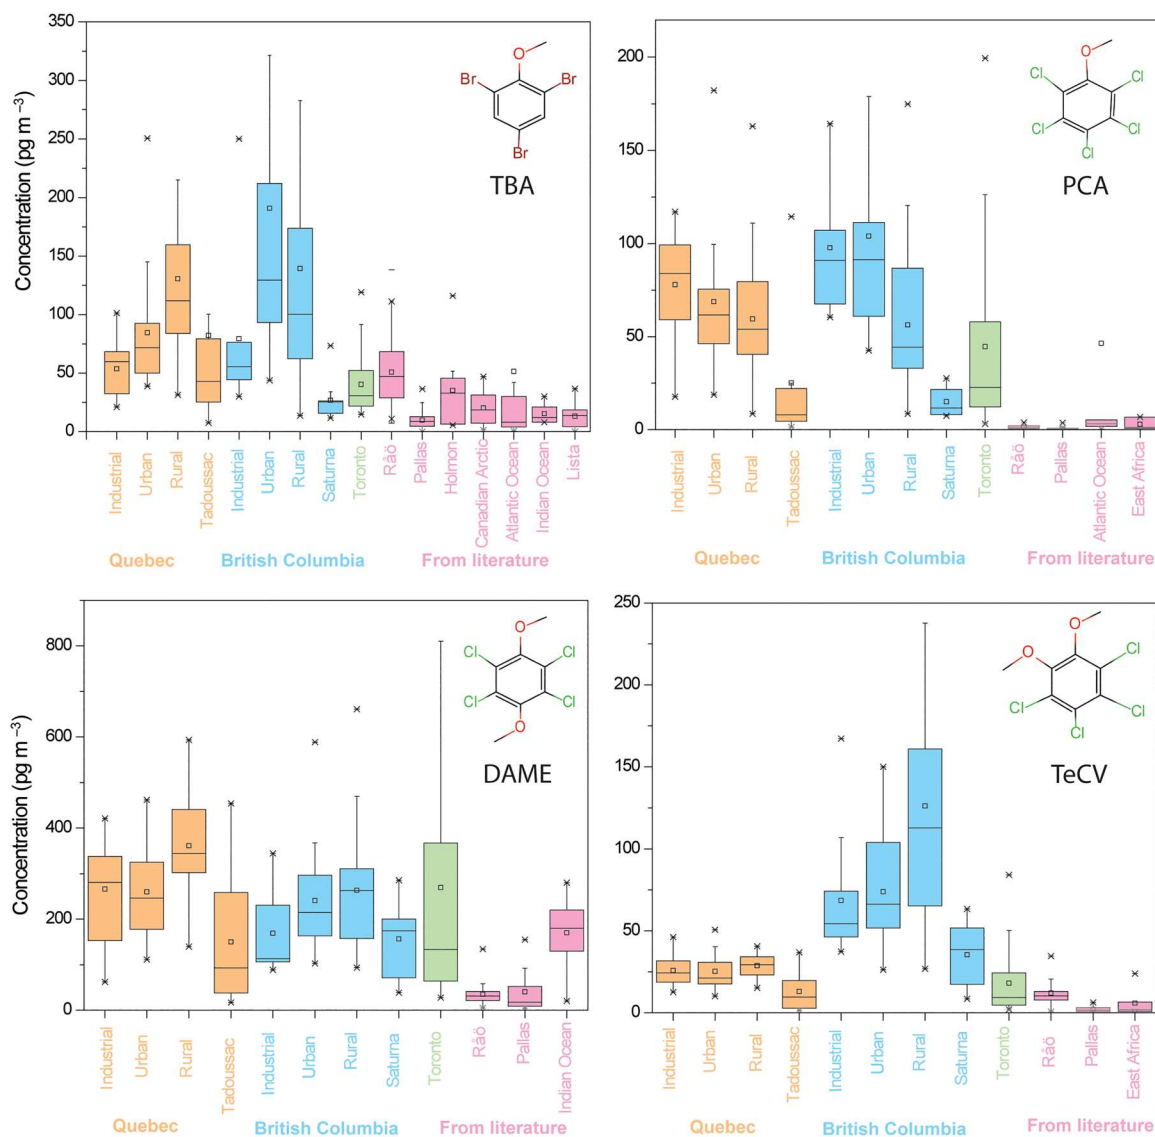 Concentration (pg m⁻³)
350
300
250
200
150
100
50
0
O
Br
Br
Br
TBA
Industrial
Urban
Rural
Tadoussac
Industrial
Urban
Rural
Saturna
Toronto
Råö
Pallas
Holmon
Canadian Arctic
Atlantic Ocean
Indian Ocean
Lista
Quebec
British Columbia
From literature
200
150
100
50
0
O
Cl
Cl
Cl
Cl
Cl
PCA
Industrial
Urban
Rural
Tadoussac
Industrial
Urban
Rural
Saturna
Toronto
Råö
Pallas
Atlantic Ocean
East Africa
Quebec
British Columbia
From literature
Concentration (pg m⁻³)
800
600
400
200
0
O
Cl
Cl
Cl
Cl
O
DAME
Industrial
Urban
Rural
Tadoussac
Industrial
Urban
Rural
Saturna
Toronto
Råö
Pallas
Indian Ocean
Quebec
British Columbia
From literature
250
200
150
100
50
0
O
O
Cl
Cl
Cl
Cl
TeCV
Industrial
Urban
Rural
Tadoussac
Industrial
Urban
Rural
Saturna
Toronto
Råö
Pallas
East Africa
Quebec
British Columbia
From literature